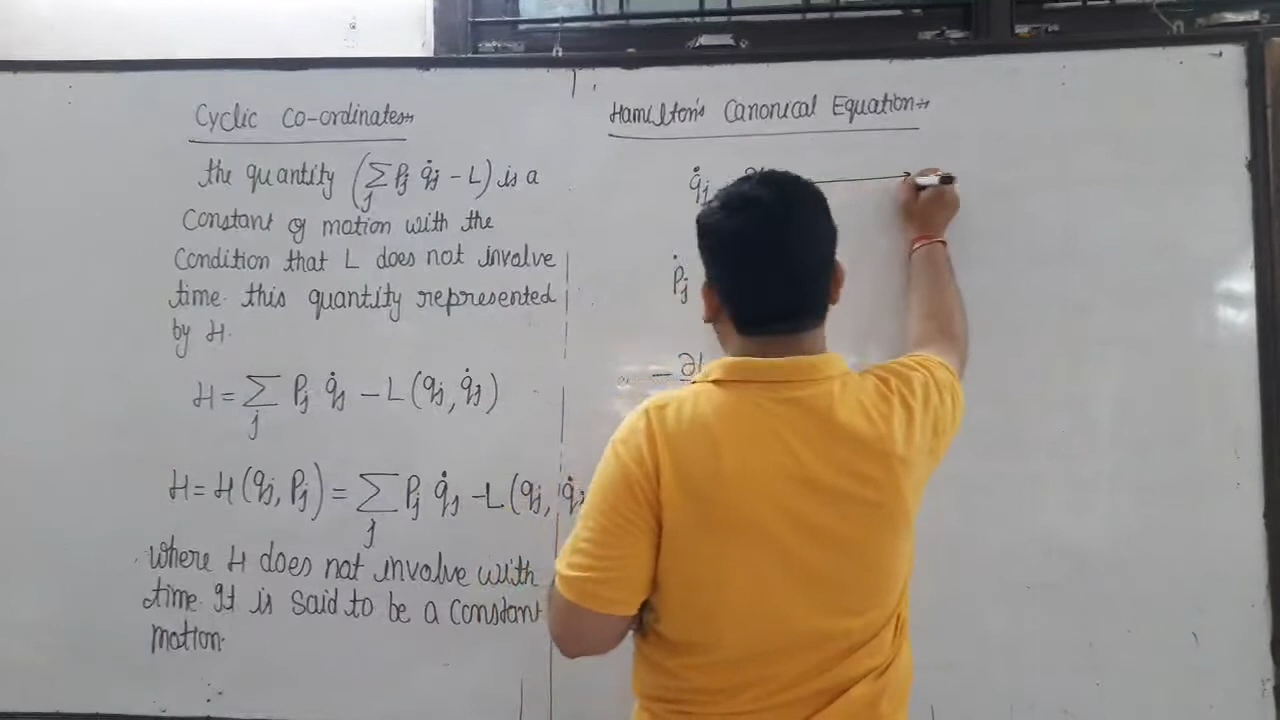 Cyclic Co-ordinates:-
the quantity (∑j Pj q̇j - L) is a
Constant of motion with the
Condition that L does not involve
time. this quantity represented
by H.
H = ∑j Pj q̇j - L(qj, q̇j)
H = H(qj, Pj) = ∑j Pj q̇j - L(qj, q̇j
where H does not involve with
time. It is said to be a Constant
motion.
Hamilton's Canonical Equation:-
q̇j
Ṗj